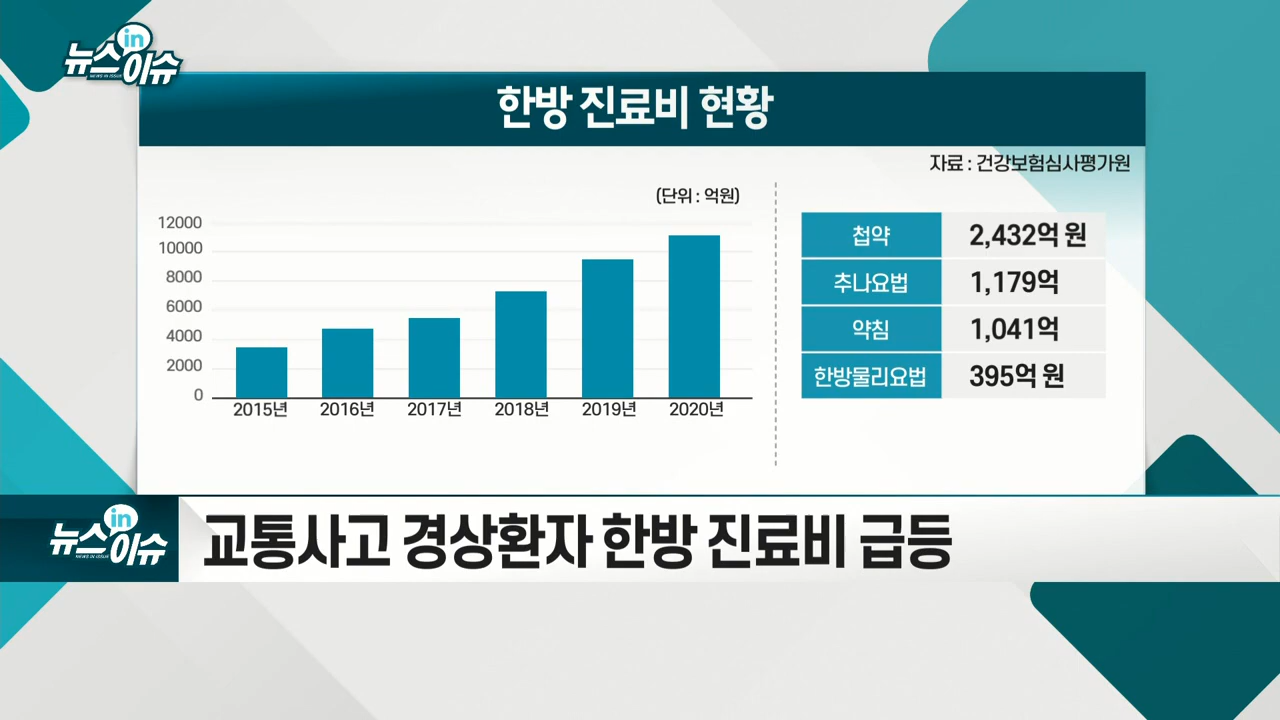 뉴스in이슈
NEWS IN ISSUE
한방 진료비 현황
자료 : 건강보험심사평가원
(단위 : 억원)
12000
10000
8000
6000
4000
2000
0
2015년 2016년 2017년 2018년 2019년 2020년
첩약 2,432억 원
추나요법 1,179억
약침 1,041억
한방물리요법 395억 원
뉴스in이슈
NEWS IN ISSUE
교통사고 경상환자 한방 진료비 급등